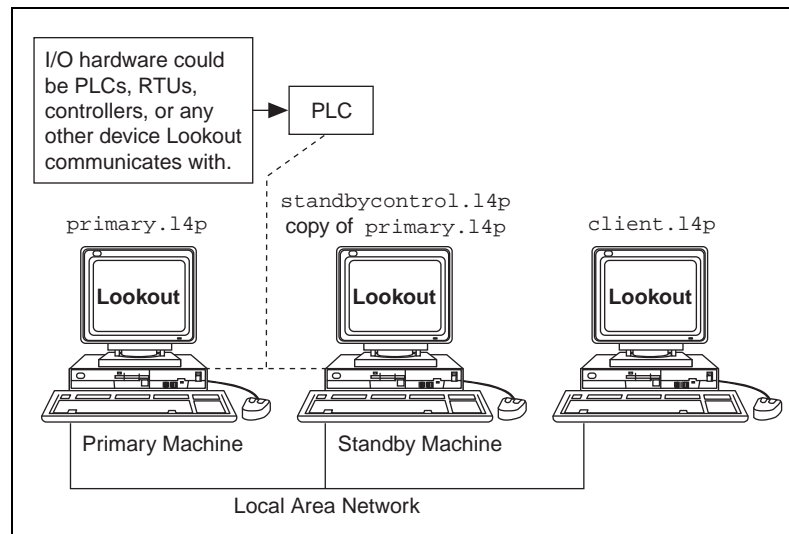 I/O hardware could
be PLCs, RTUs,
controllers, or any
other device Lookout
communicates with.
PLC
primary.l4p
standbycontrol.l4p
copy of primary.l4p
client.l4p
Lookout
Lookout
Lookout
Primary Machine
Standby Machine
Local Area Network